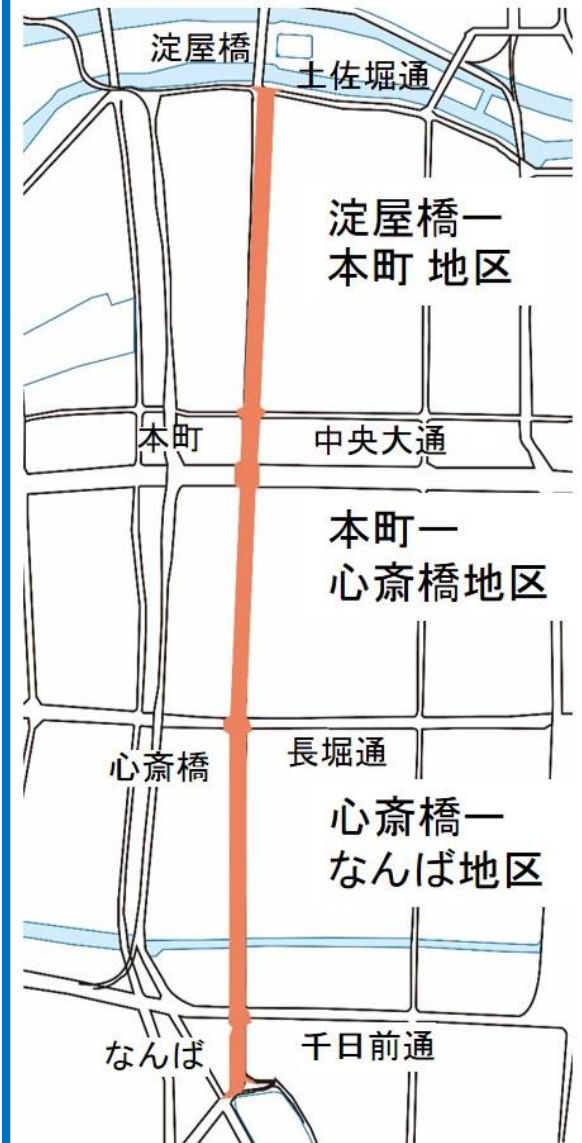 淀屋橋
土佐堀通
淀屋橋ー
本町 地区
本町
中央大通
本町ー
心斎橋地区
心斎橋
長堀通
心斎橋ー
なんば地区
なんば
千日前通